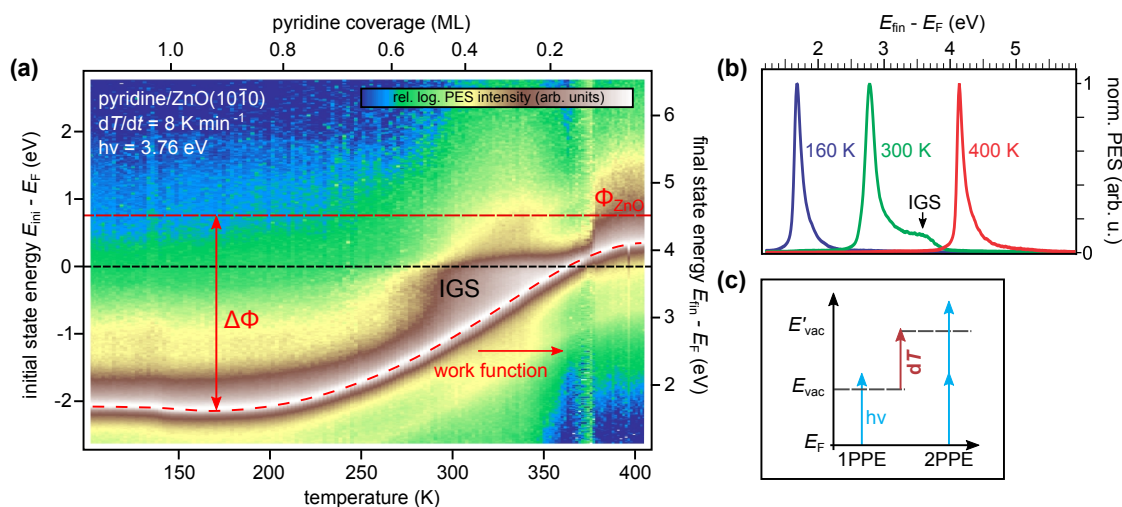 pyridine coverage (ML)
1.0 0.8 0.6 0.4 0.2
(a)
pyridine/ZnO(101̄0)
dT/dt = 8 K min⁻¹
hν = 3.76 eV
rel. log. PES intensity (arb. units)
initial state energy E_ini - E_F (eV)
2
1
0
-1
-2
Φ_ZnO
IGS
ΔΦ
work function
6
5
4
3
2
final state energy E_fin - E_F (eV)
150 200 250 300 350 400
temperature (K)
(b)
E_fin - E_F (eV)
2 3 4 5
160 K
300 K
400 K
IGS
1
0
norm. PES (arb. u.)
(c)
E'_vac
E_vac
E_F
dT
hν
1PPE
2PPE